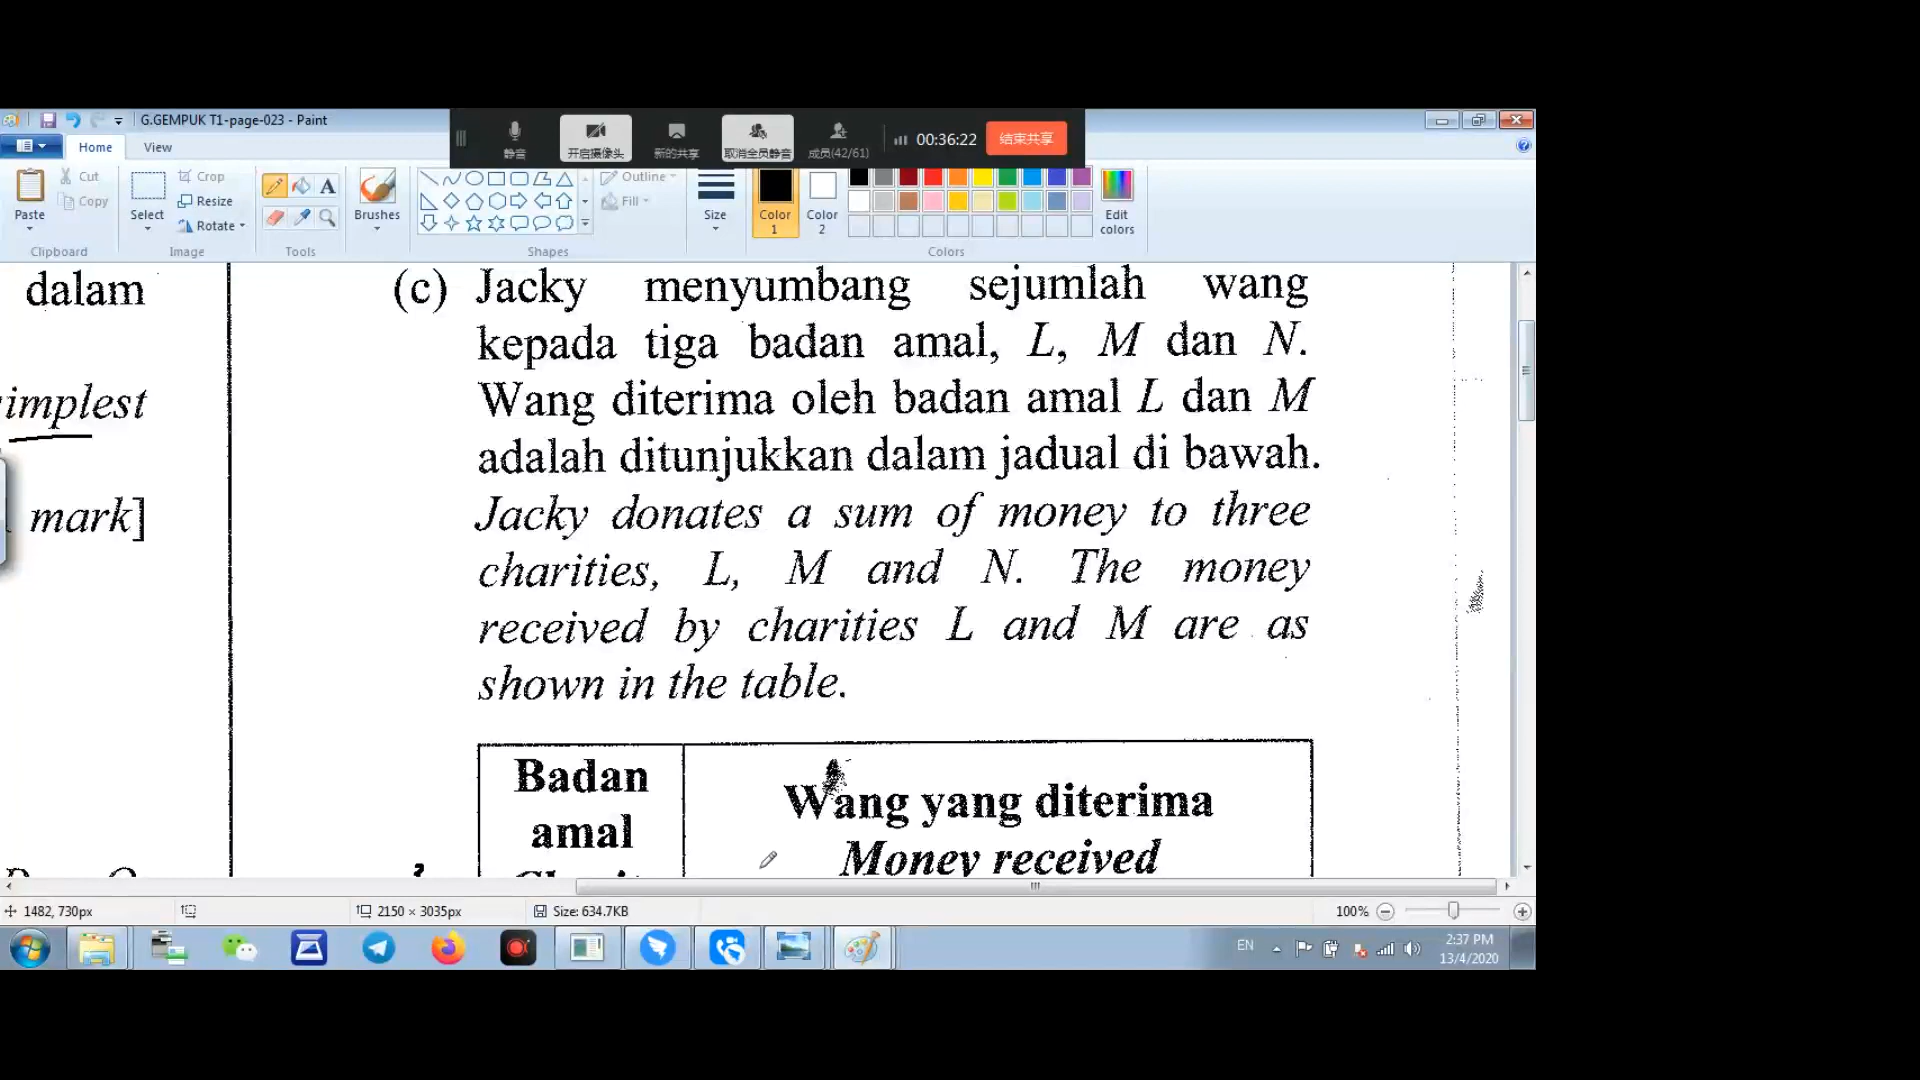 G.GEMPUK T1-page-023 - Paint
静音
开启摄像头
新的共享
取消全员静音
成员(42/61)
00:36:22
结束共享
Home
View
Paste
Cut
Copy
Clipboard
Select
Crop
Resize
Rotate
Image
A
Tools
Brushes
Outline
Fill
Shapes
Size
Color 1
Color 2
Edit colors
Colors
dalam
implest
mark]
(c) Jacky menyumbang sejumlah wang
kepada tiga badan amal, L, M dan N.
Wang diterima oleh badan amal L dan M
adalah ditunjukkan dalam jadual di bawah.
Jacky donates a sum of money to three
charities, L, M and N. The money
received by charities L and M are as
shown in the table.
Badan
amal
Wang yang diterima
Money received
1482, 730px
2150 × 3035px
Size: 634.7KB
100%
EN
2:37 PM
13/4/2020